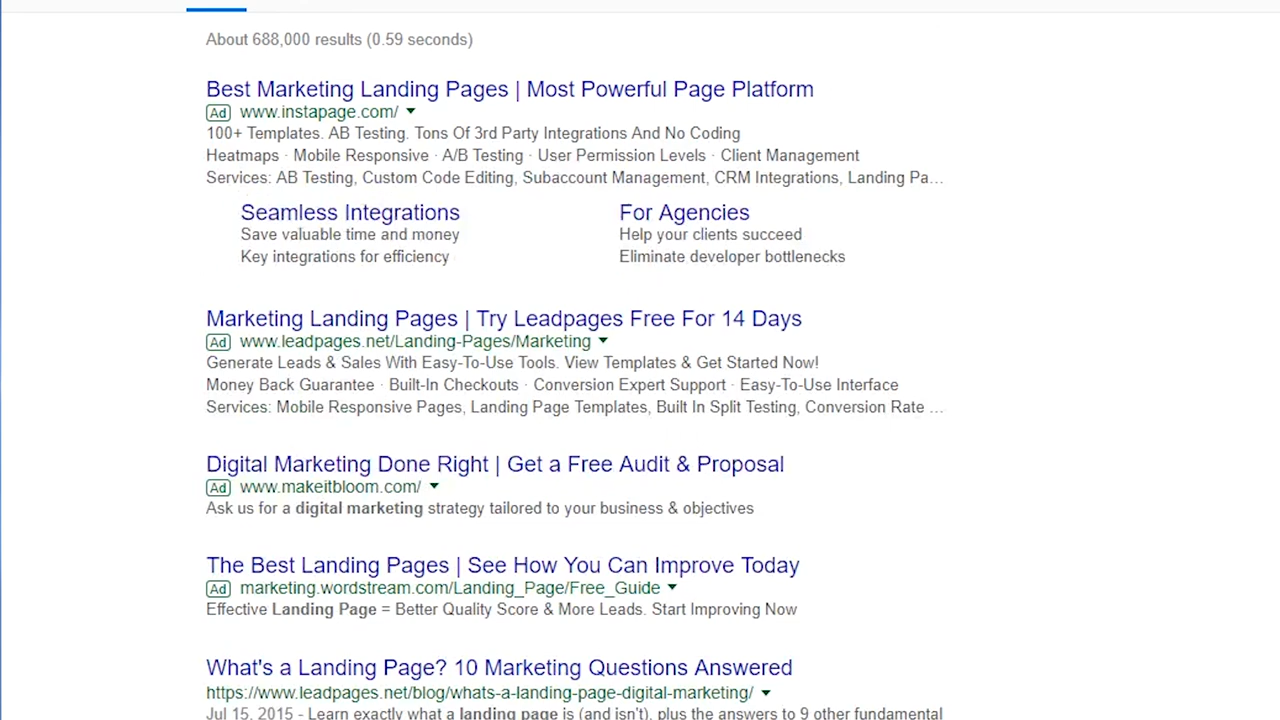 About 688,000 results (0.59 seconds)
Best Marketing Landing Pages | Most Powerful Page Platform
Ad www.instapage.com/
100+ Templates. AB Testing. Tons Of 3rd Party Integrations And No Coding
Heatmaps · Mobile Responsive · A/B Testing · User Permission Levels · Client Management
Services: AB Testing, Custom Code Editing, Subaccount Management, CRM Integrations, Landing Pa...
Seamless Integrations For Agencies
Save valuable time and money Help your clients succeed
Key integrations for efficiency Eliminate developer bottlenecks
Marketing Landing Pages | Try Leadpages Free For 14 Days
Ad www.leadpages.net/Landing-Pages/Marketing
Generate Leads & Sales With Easy-To-Use Tools. View Templates & Get Started Now!
Money Back Guarantee · Built-In Checkouts · Conversion Expert Support · Easy-To-Use Interface
Services: Mobile Responsive Pages, Landing Page Templates, Built In Split Testing, Conversion Rate ...
Digital Marketing Done Right | Get a Free Audit & Proposal
Ad www.makeitbloom.com/
Ask us for a digital marketing strategy tailored to your business & objectives
The Best Landing Pages | See How You Can Improve Today
Ad marketing.wordstream.com/Landing_Page/Free_Guide
Effective Landing Page = Better Quality Score & More Leads. Start Improving Now
What's a Landing Page? 10 Marketing Questions Answered
https://www.leadpages.net/blog/whats-a-landing-page-digital-marketing/
Jul 15, 2015 - Learn exactly what a landing page is (and isn't), plus the answers to 9 other fundamental